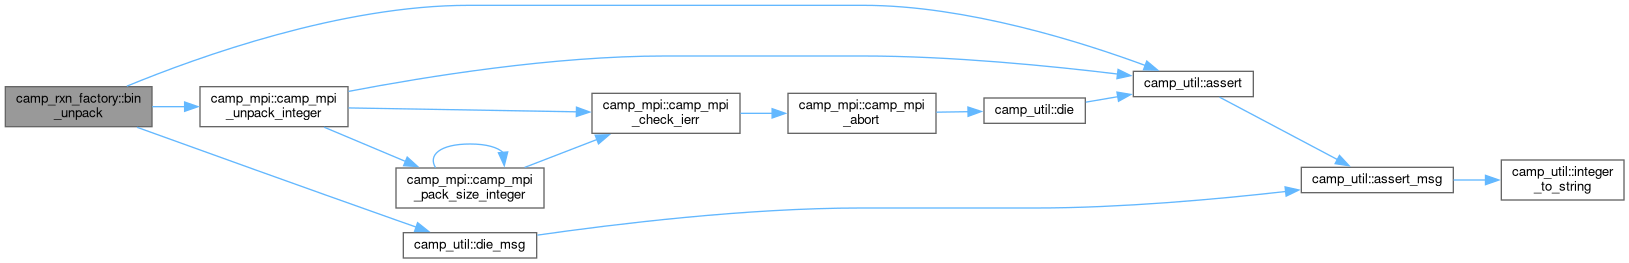 camp_rxn_factory::bin
_unpack
camp_mpi::camp_mpi
_unpack_integer
camp_mpi::camp_mpi
_pack_size_integer
camp_util::die_msg
camp_mpi::camp_mpi
_check_ierr
camp_mpi::camp_mpi
_abort
camp_util::die
camp_util::assert
camp_util::assert_msg
camp_util::integer
_to_string